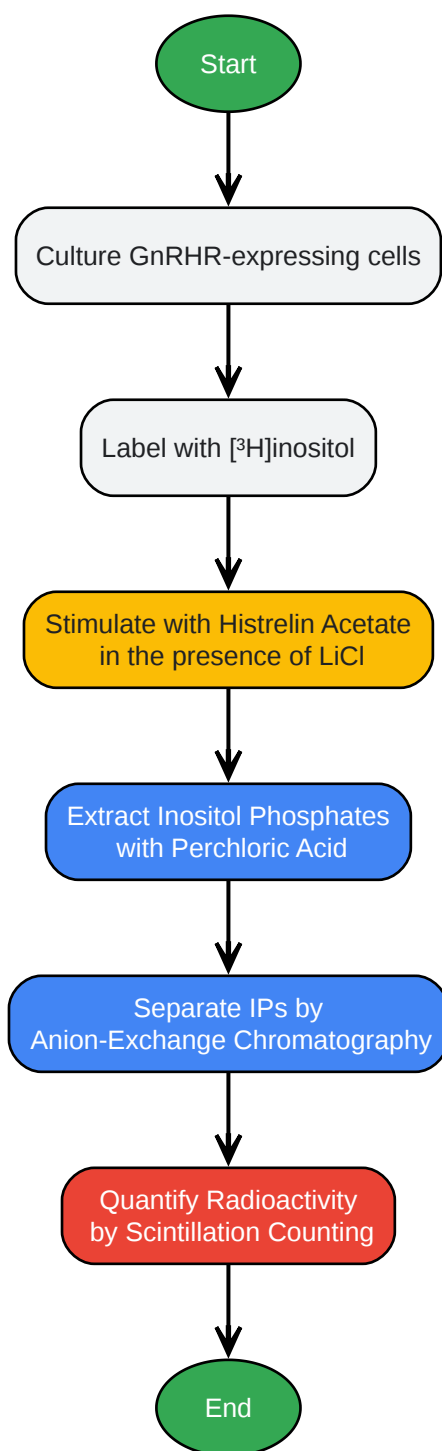 Start
Culture GnRHR-expressing cells
Label with [³H]inositol
Stimulate with Histrelin Acetate
in the presence of LiCl
Extract Inositol Phosphates
with Perchloric Acid
Separate IPs by
Anion-Exchange Chromatography
Quantify Radioactivity
by Scintillation Counting
End